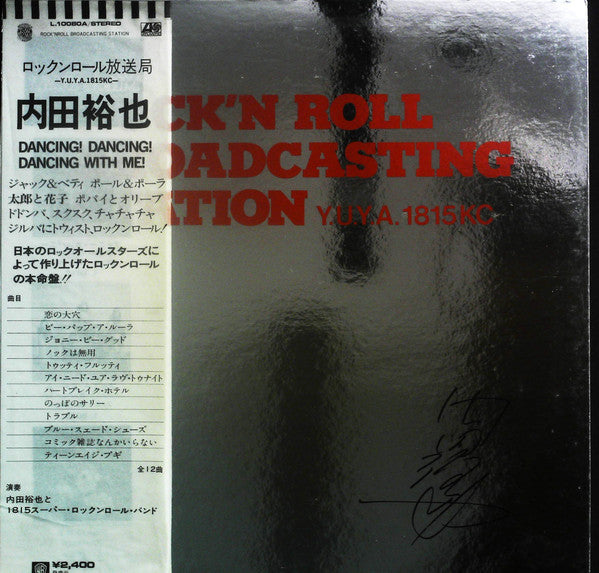 L-10080A/STEREO
ROCK'NROLL BROADCASTING STATION
ロックンロール放送局
—Y.U.Y.A.1815KC—
内田裕也
DANCING! DANCING!
DANCING WITH ME!
ジャック&ベティ ポール&ポーラ
太郎と花子 ポパイとオリーブ
ドドンパ、スクスク、チャチャチャ
ジルバにトウィスト、ロックンロール!
日本のロックオールスターズに
よって作り上げたロックンロール
の本命盤!!
曲目
恋の大穴
ビー・バップ・ア・ルーラ
ジョニー・ビー・グッド
ノックは無用
トゥッティ・フルッティ
アイ・ニード・ユア・ラヴ・トゥナイト
ハートブレイク・ホテル
のっぽのサリー
トラブル
ブルー・スェード・シューズ
コミック雑誌なんかいらない
ティーンエイジ・ブギ
全12曲
演奏
内田裕也と
1815スーパー・ロックンロール・バンド
¥2,400
CK'N ROLL
OADCASTING
ATION Y.U.Y.A.1815KC